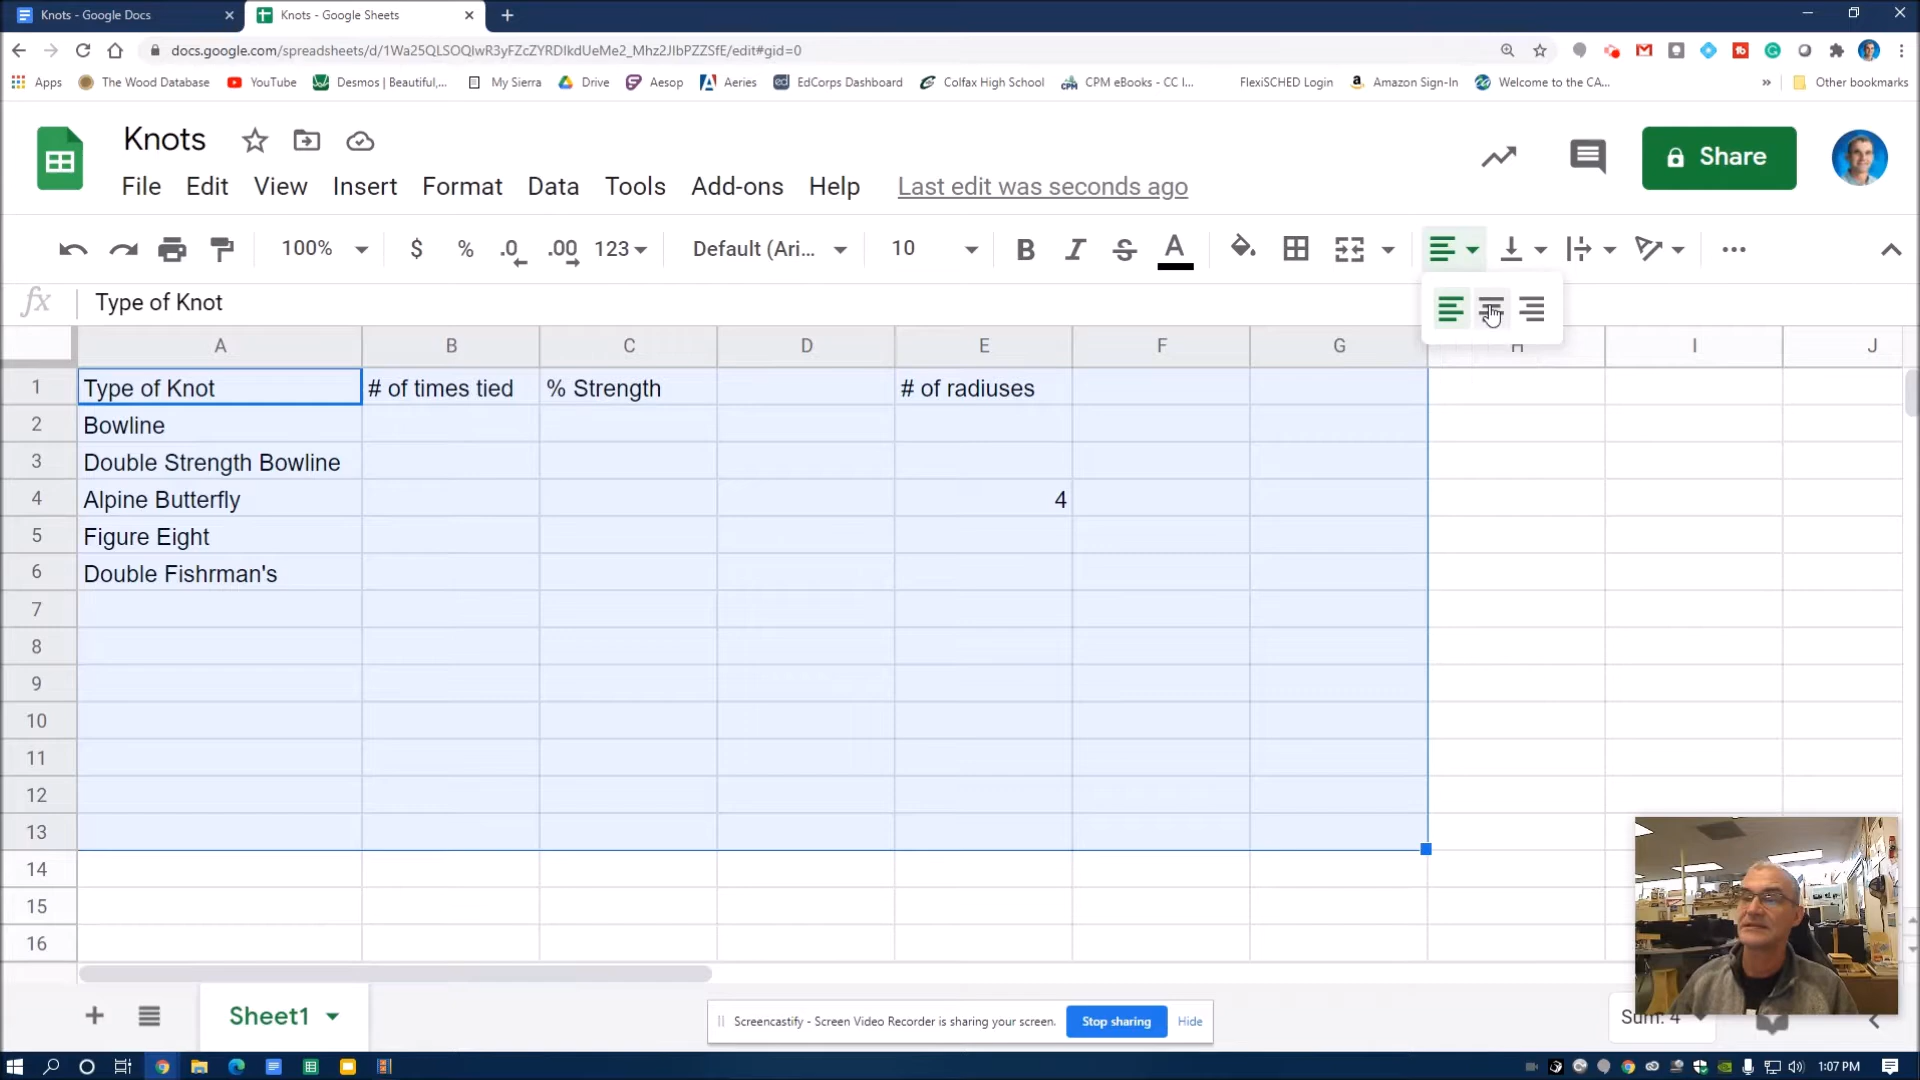 Knots - Google Docs
Knots - Google Sheets
docs.google.com/spreadsheets/d/1Wa25QLSOQIwR3yFZcZYRDIkdUeMe2_Mhz2JIbPZZSfE/edit#gid=0
Apps The Wood Database YouTube Desmos | Beautiful,... My Sierra Drive Aesop Aeries EdCorps Dashboard Colfax High School CPM eBooks - CC I... FlexiSCHED Login Amazon Sign-In Welcome to the CA... » Other bookmarks
Knots
Share
File Edit View Insert Format Data Tools Add-ons Help Last edit was seconds ago
100% $ % .0 .00 123 Default (Ari... 10 B I S A
fx Type of Knot
A B C D E F G H I J
1 Type of Knot # of times tied % Strength # of radiuses
2 Bowline
3 Double Strength Bowline
4 Alpine Butterfly 4
5 Figure Eight
6 Double Fishrman's
7
8
9
10
11
12
13
14
15
16
Sheet1
Screencastify - Screen Video Recorder is sharing your screen. Stop sharing Hide
Sum: 4
1:07 PM